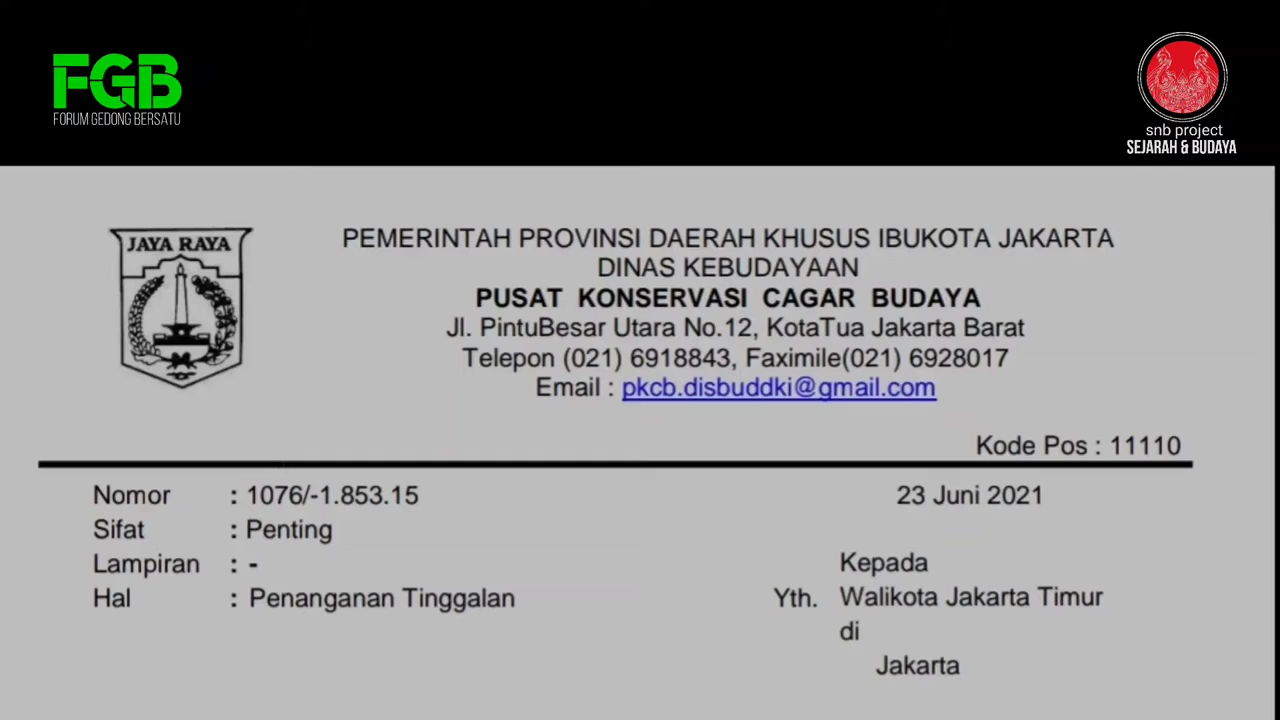 FGB
FORUM GEDONG BERSATU
snb project
SEJARAH & BUDAYA
JAYA RAYA
PEMERINTAH PROVINSI DAERAH KHUSUS IBUKOTA JAKARTA
DINAS KEBUDAYAAN
PUSAT KONSERVASI CAGAR BUDAYA
Jl. PintuBesar Utara No.12, KotaTua Jakarta Barat
Telepon (021) 6918843, Faximile(021) 6928017
Email : pkcb.disbuddki@gmail.com
Kode Pos : 11110
Nomor : 1076/-1.853.15 23 Juni 2021
Sifat : Penting
Lampiran : -
Kepada
Hal : Penanganan Tinggalan
Yth. Walikota Jakarta Timur
di
Jakarta